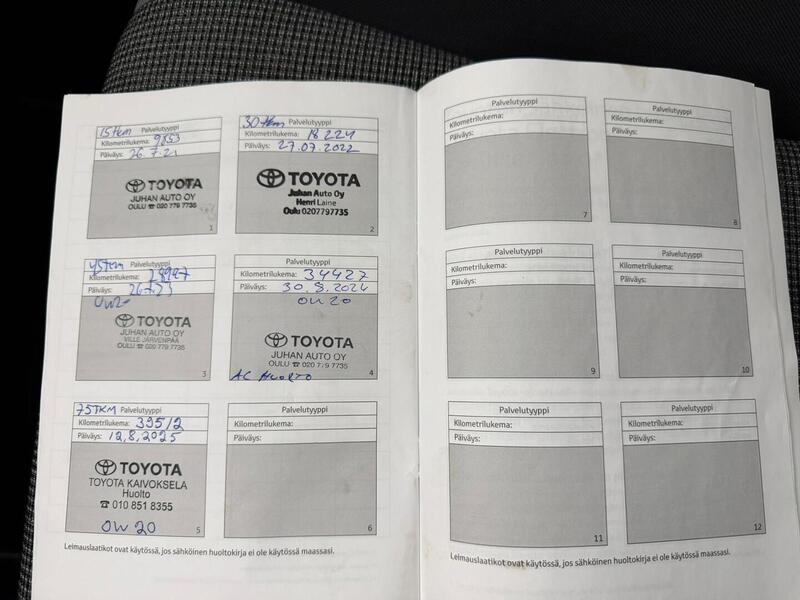 15tkm Palvelutyyppi
Kilometrilukema: 9853
Päiväys: 26.7.21
TOYOTA
JUHAN AUTO OY
OULU ☎ 020 779 7735
1
30tkm Palvelutyyppi
Kilometrilukema: 18 224
Päiväys: 27.07.2022
TOYOTA
Juhan Auto Oy
Henri Laine
Oulu 0207797735
2
45tkm Palvelutyyppi
Kilometrilukema:
Päiväys: 26.7.23
0w20
TOYOTA
JUHAN AUTO OY
VILLE JÄRVENPÄÄ
OULU ☎ 020 779 7735
3
Palvelutyyppi
Kilometrilukema: 34427
Päiväys: 30.8.2024
0W20
TOYOTA
JUHAN AUTO OY
OULU ☎ 020 779 7735
AC HUOLTO
4
75TKM Palvelutyyppi
Kilometrilukema: 39512
Päiväys: 12,8,2025
TOYOTA
TOYOTA KAIVOKSELA
Huolto
☎ 010 851 8355
0W20
5
Palvelutyyppi
Kilometrilukema:
Päiväys:
6
Leimauslaatikot ovat käytössä, jos sähköinen huoltokirja ei ole käytössä maassasi.
Palvelutyyppi
Kilometrilukema:
Päiväys:
7
Palvelutyyppi
Kilometrilukema:
Päiväys:
8
Palvelutyyppi
Kilometrilukema:
Päiväys:
9
Palvelutyyppi
Kilometrilukema:
Päiväys:
10
Palvelutyyppi
Kilometrilukema:
Päiväys:
11
Palvelutyyppi
Kilometrilukema:
Päiväys:
12
Leimauslaatikot ovat käytössä, jos sähköinen huoltokirja ei ole käytössä maassasi.